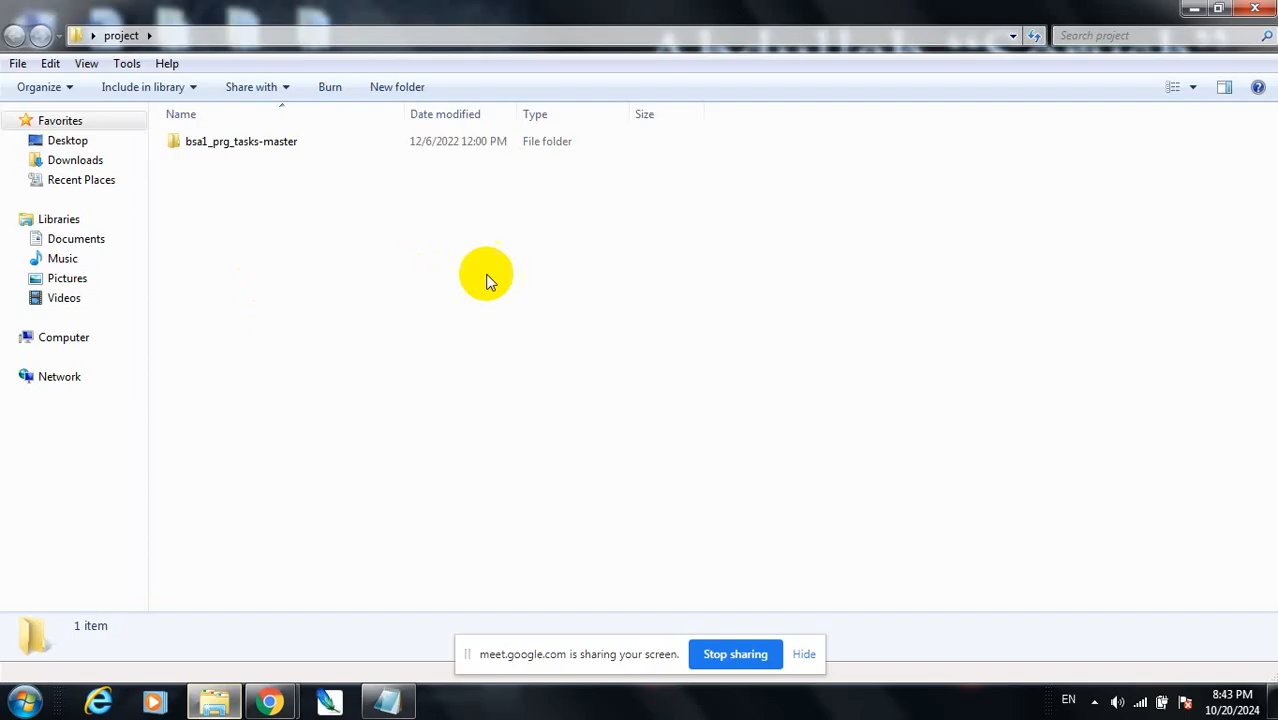 project
Search project
File Edit View Tools Help
Organize Include in library Share with Burn New folder
Name Date modified Type Size
Favorites
Desktop
Downloads
Recent Places
Libraries
Documents
Music
Pictures
Videos
Computer
Network
bsa1_prg_tasks-master 12/6/2022 12:00 PM File folder
1 item
meet.google.com is sharing your screen. Stop sharing Hide
EN
8:43 PM
10/20/2024